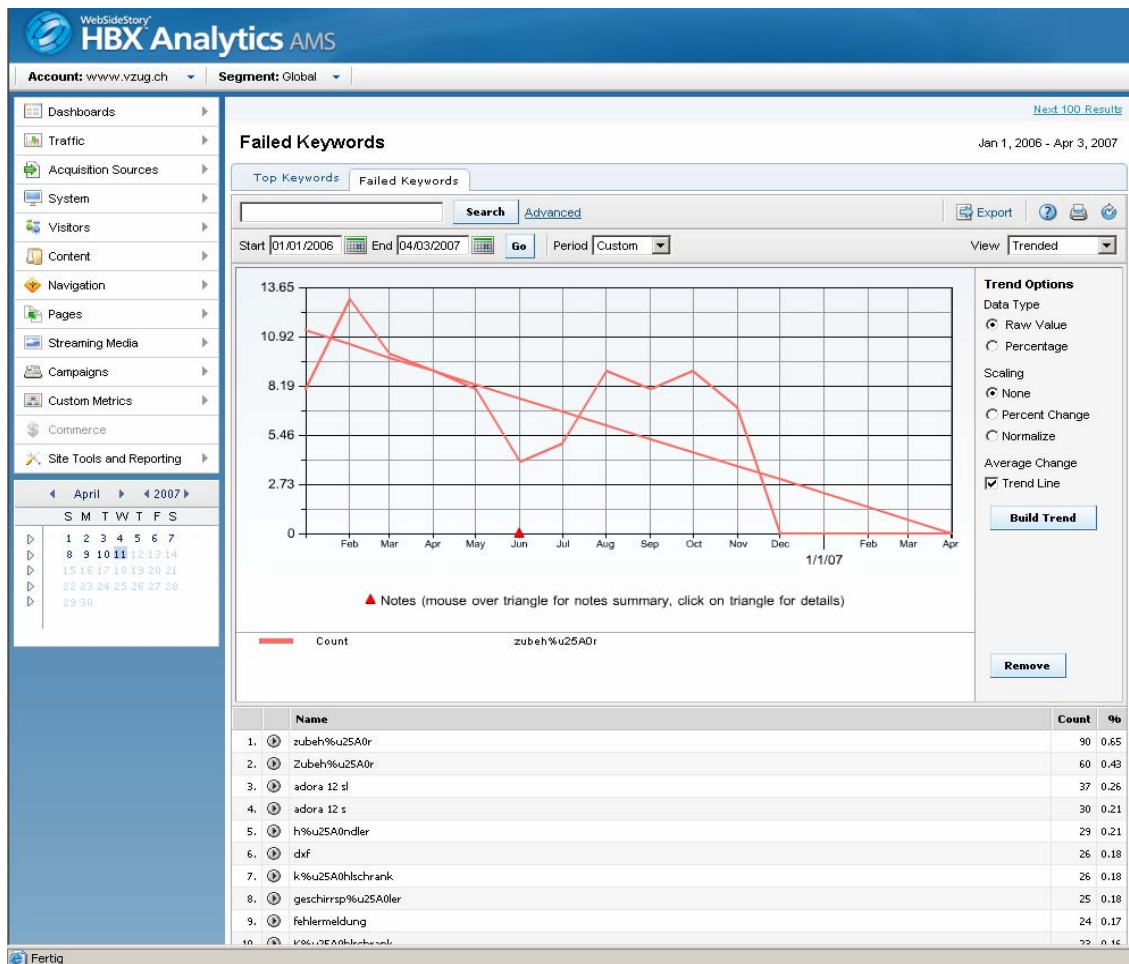 WebSideStory®
HBX Analytics AMS
Account: www.vzug.ch Segment: Global
Dashboards
Traffic
Acquisition Sources
System
Visitors
Content
Navigation
Pages
Streaming Media
Campaigns
Custom Metrics
Commerce
Site Tools and Reporting
April 2007
S M T W T F S
1 2 3 4 5 6 7
8 9 10 11 12 13 14
15 16 17 18 19 20 21
22 23 24 25 26 27 28
29 30
Next 100 Results
Failed Keywords Jan 1, 2006 - Apr 3, 2007
Top Keywords Failed Keywords
Search Advanced Export
Start 01/01/2006 End 04/03/2007 Go Period Custom View Trended
13.65
10.92
8.19
5.46
2.73
0
Feb Mar Apr May Jun Jul Aug Sep Oct Nov Dec Feb Mar Apr
1/1/07
Notes (mouse over triangle for notes summary, click on triangle for details)
Count zubeh%u25A0r
Trend Options
Data Type
Raw Value
Percentage
Scaling
None
Percent Change
Normalize
Average Change
Trend Line
Build Trend
Remove
Name Count %
1. zubeh%u25A0r 90 0.65
2. Zubeh%u25A0r 60 0.43
3. adora 12 sl 37 0.26
4. adora 12 s 30 0.21
5. h%u25A0ndler 29 0.21
6. dxf 26 0.18
7. k%u25A0hlschrank 26 0.18
8. geschirrsp%u25A0ler 25 0.18
9. fehlermeldung 24 0.17
10. K%u25A0hlschrank 23 0.16
Fertig